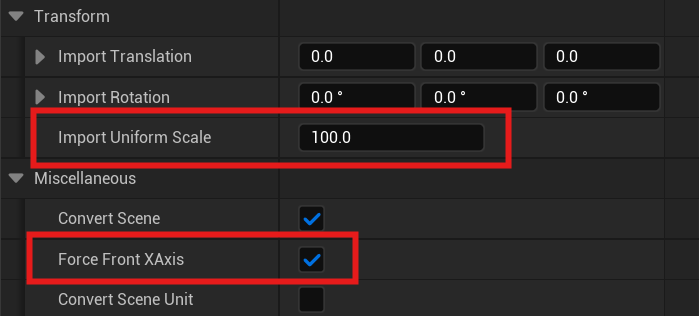 Transform
Import Translation 0.0 0.0 0.0
Import Rotation 0.0 ° 0.0 ° 0.0 °
Import Uniform Scale 100.0
Miscellaneous
Convert Scene
Force Front XAxis
Convert Scene Unit